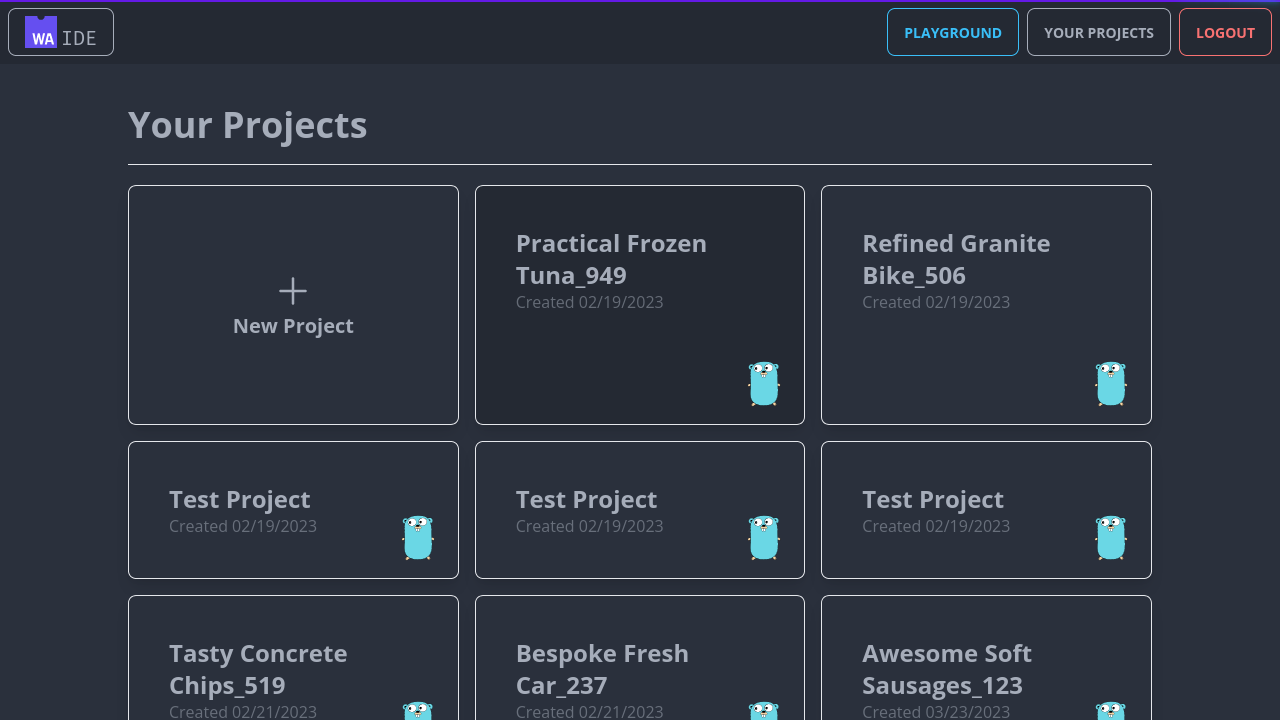 WA IDE
PLAYGROUND
YOUR PROJECTS
LOGOUT
Your Projects
New Project
Practical Frozen
Tuna_949
Created 02/19/2023
Refined Granite
Bike_506
Created 02/19/2023
Test Project
Created 02/19/2023
Test Project
Created 02/19/2023
Test Project
Created 02/19/2023
Tasty Concrete
Chips_519
Created 02/21/2023
Bespoke Fresh
Car_237
Created 02/21/2023
Awesome Soft
Sausages_123
Created 03/23/2023